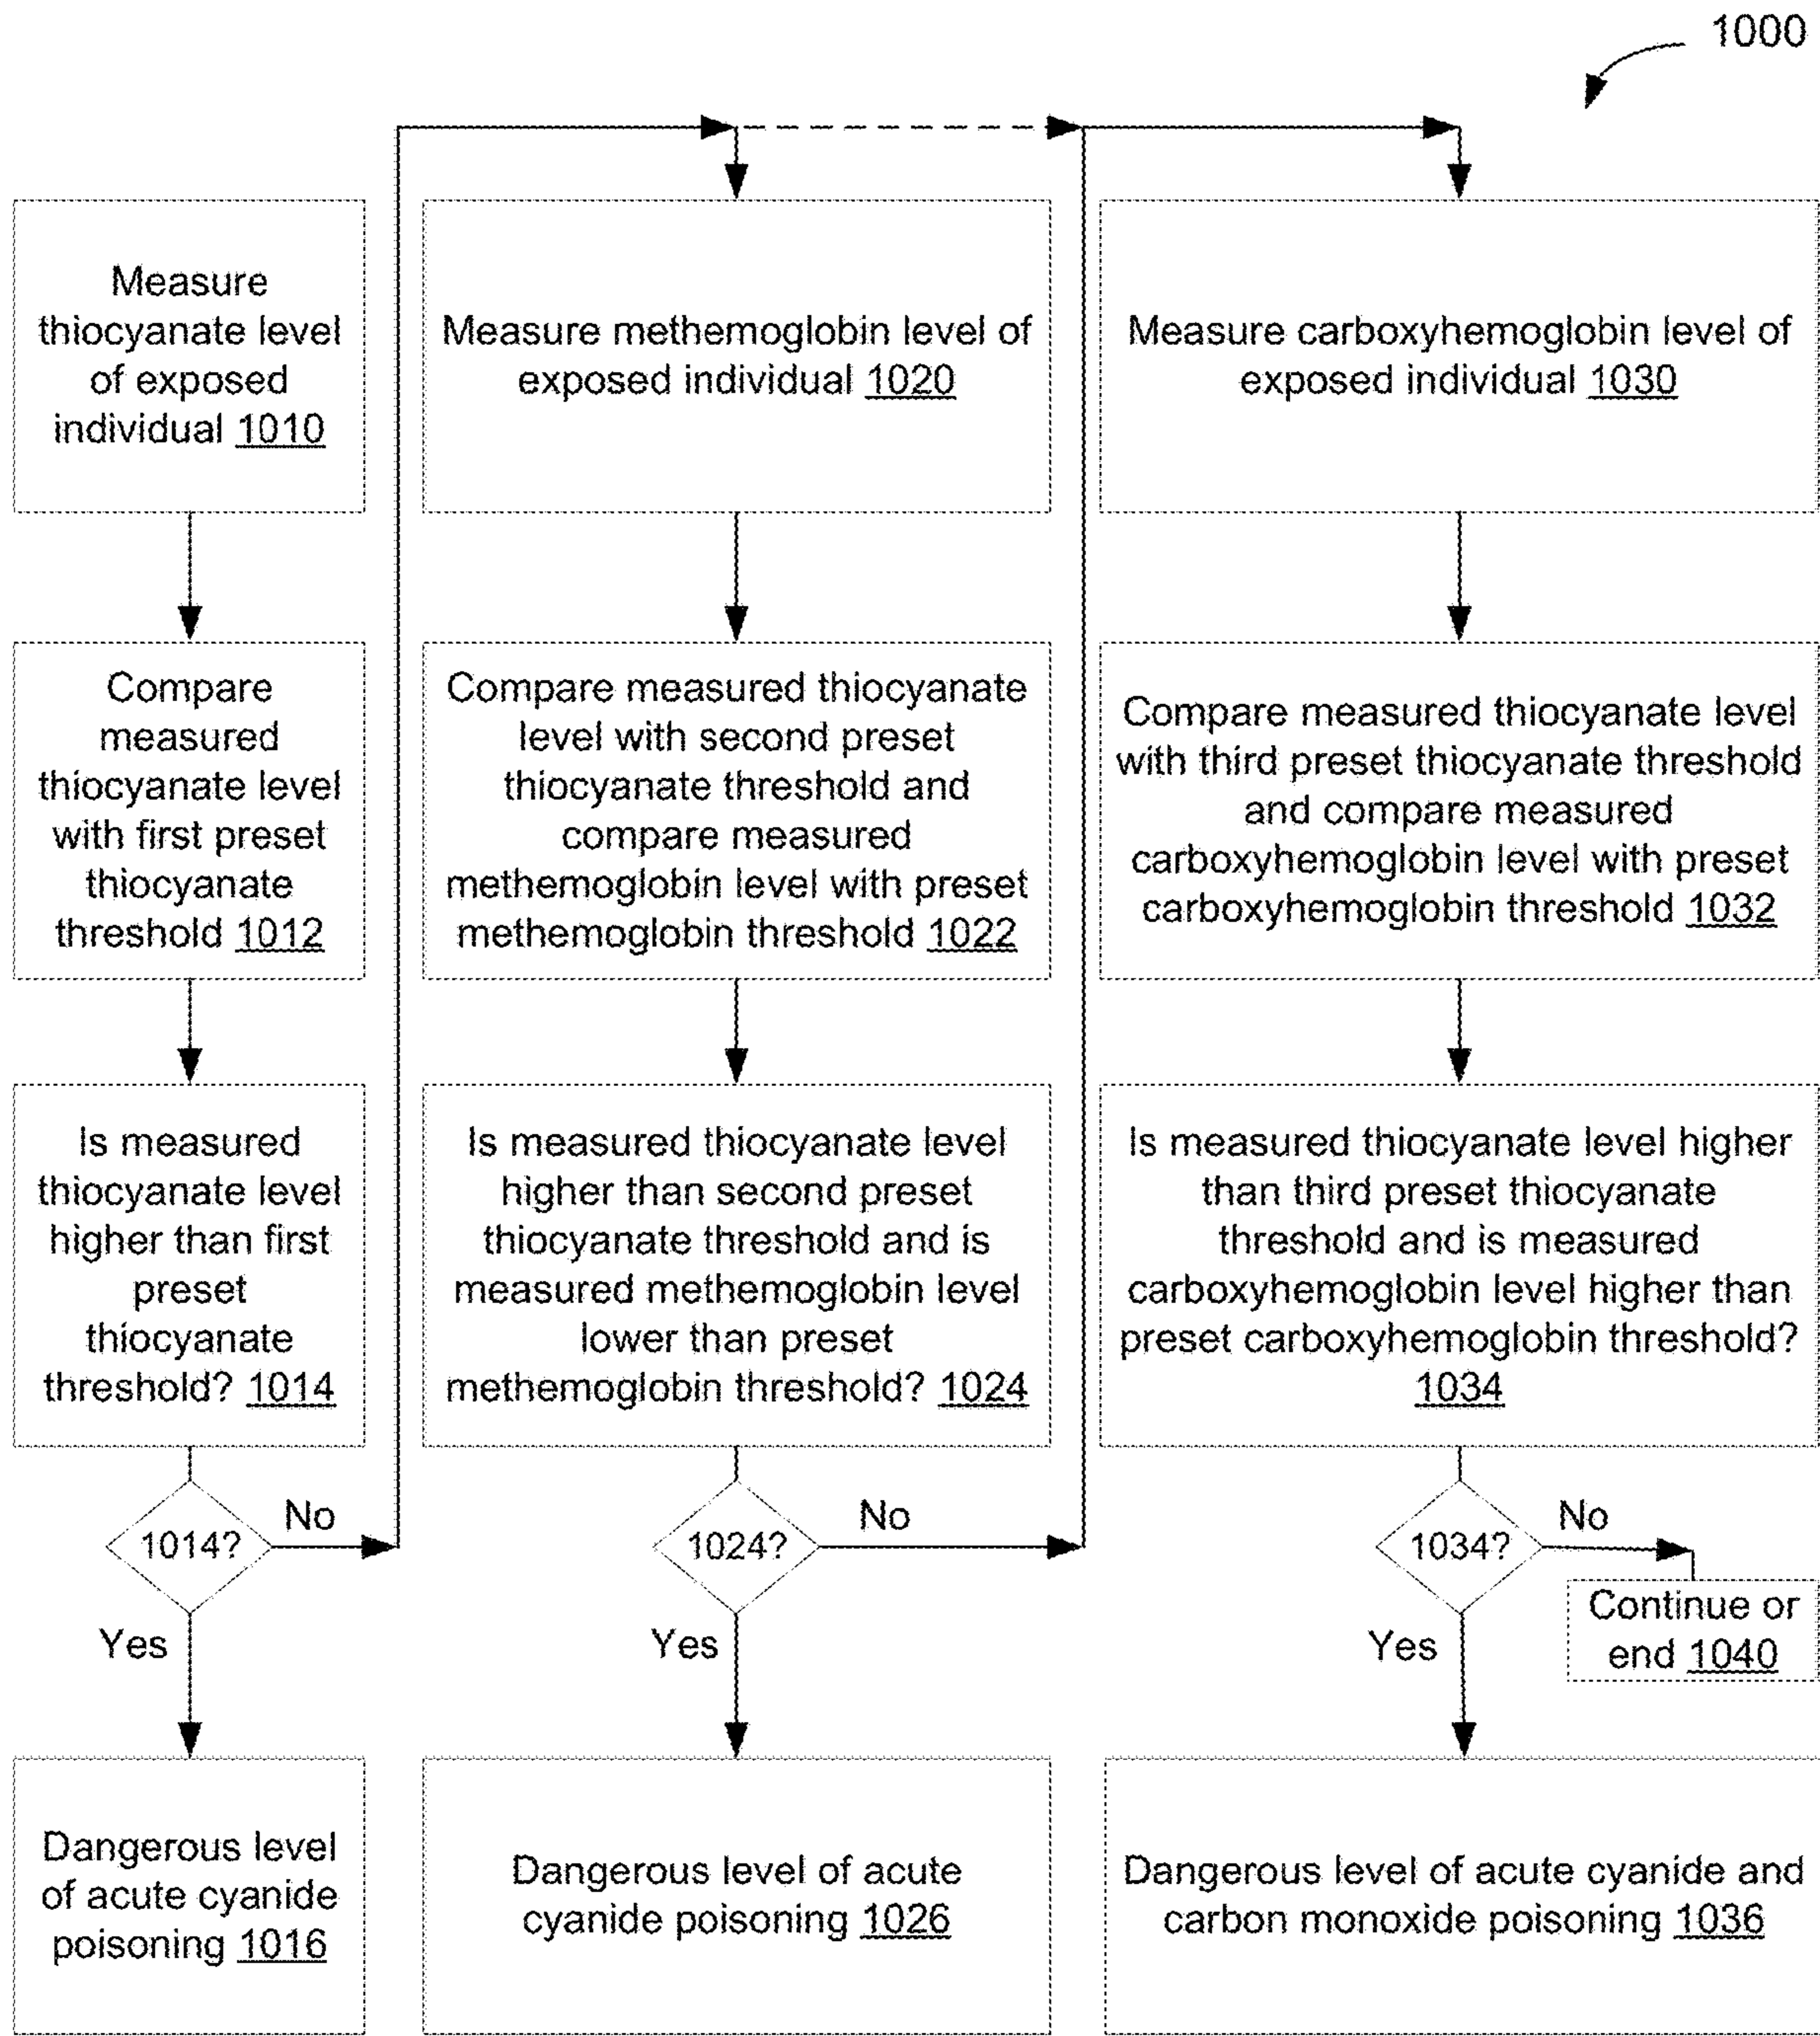 1000
Measure
thiocyanate level
of exposed
individual 1010
Compare
measured
thiocyanate level
with first preset
thiocyanate
threshold 1012
Is measured
thiocyanate level
higher than first
preset
thiocyanate
threshold? 1014
1014?
No
Yes
Dangerous level
of acute cyanide
poisoning 1016
Measure methemoglobin level of
exposed individual 1020
Compare measured thiocyanate
level with second preset
thiocyanate threshold and
compare measured
methemoglobin level with preset
methemoglobin threshold 1022
Is measured thiocyanate level
higher than second preset
thiocyanate threshold and is
measured methemoglobin level
lower than preset
methemoglobin threshold? 1024
1024?
No
Yes
Dangerous level of acute
cyanide poisoning 1026
Measure carboxyhemoglobin level of
exposed individual 1030
Compare measured thiocyanate level
with third preset thiocyanate threshold
and compare measured
carboxyhemoglobin level with preset
carboxyhemoglobin threshold 1032
Is measured thiocyanate level higher
than third preset thiocyanate
threshold and is measured
carboxyhemoglobin level higher than
preset carboxyhemoglobin threshold?
1034
1034?
No
Continue or
end 1040
Yes
Dangerous level of acute cyanide and
carbon monoxide poisoning 1036